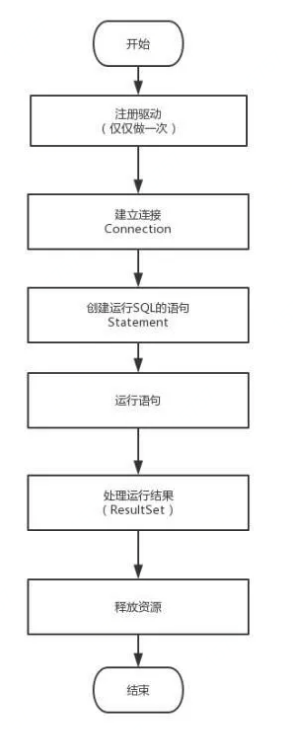 开始
注册驱动
（仅仅做一次）
建立连接
Connection
创建运行SQL的语句
Statement
运行语句
处理运行结果
（ResultSet）
释放资源
结束